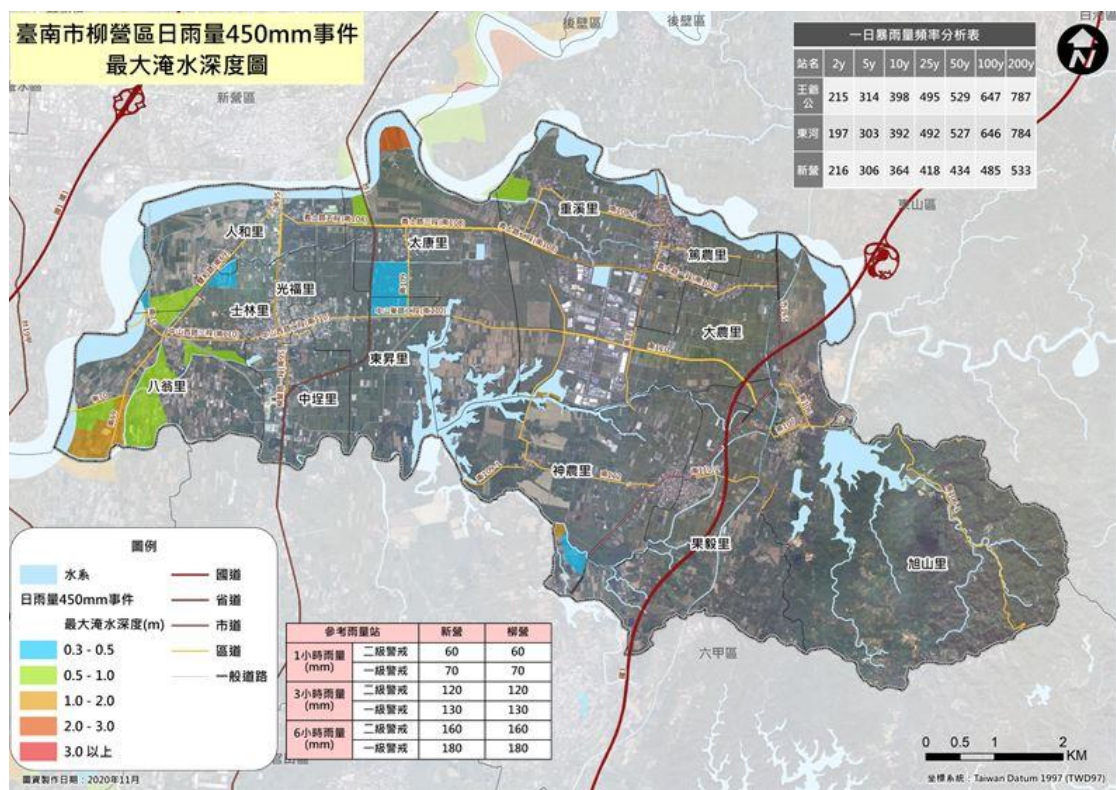 臺南市柳營區日雨量450mm事件
最大淹水深度圖
後壁區
後壁區
白河區
新營區
東山區
六甲區
國1
國3
一日暴雨量頻率分析表
站名 2y 5y 10y 25y 50y 100y 200y
王爺公 215 314 398 495 529 647 787
東河 197 303 392 492 527 646 784
新營 216 306 364 418 434 485 533
N
重溪里
人和里
太康里
篤農里
光福里
士林里
大農里
東昇里
八翁里
中埕里
神農里
果毅里
旭山里
圖例
水系
日雨量450mm事件
最大淹水深度(m)
0.3 - 0.5
0.5 - 1.0
1.0 - 2.0
2.0 - 3.0
3.0 以上
國道
省道
市道
區道
一般道路
圖資製作日期：2020年11月
參考雨量站 新營 柳營
1小時雨量(mm) 二級警戒 60 60
一級警戒 70 70
3小時雨量(mm) 二級警戒 120 120
一級警戒 130 130
6小時雨量(mm) 二級警戒 160 160
一級警戒 180 180
0 0.5 1 2
KM
坐標系統：Taiwan Datum 1997 (TWD97)